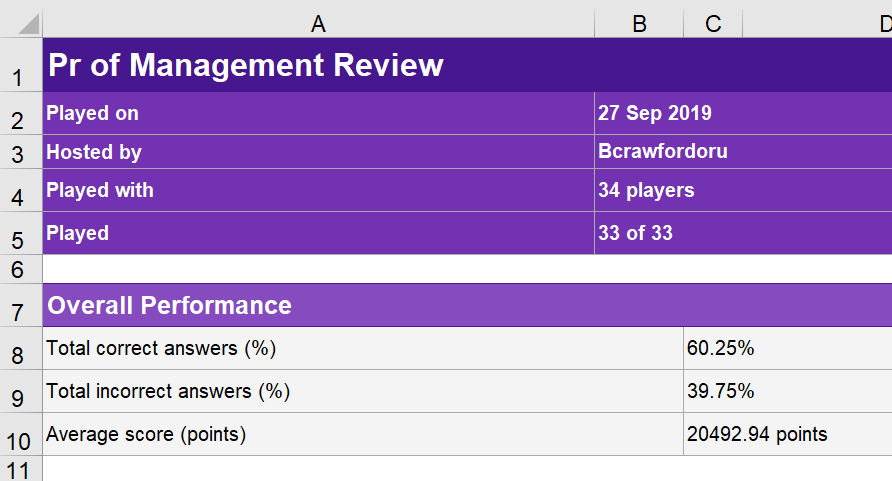 A B C D
1 Pr of Management Review
2 Played on 27 Sep 2019
3 Hosted by Bcrawfordoru
4 Played with 34 players
5 Played 33 of 33
6
7 Overall Performance
8 Total correct answers (%) 60.25%
9 Total incorrect answers (%) 39.75%
10 Average score (points) 20492.94 points
11